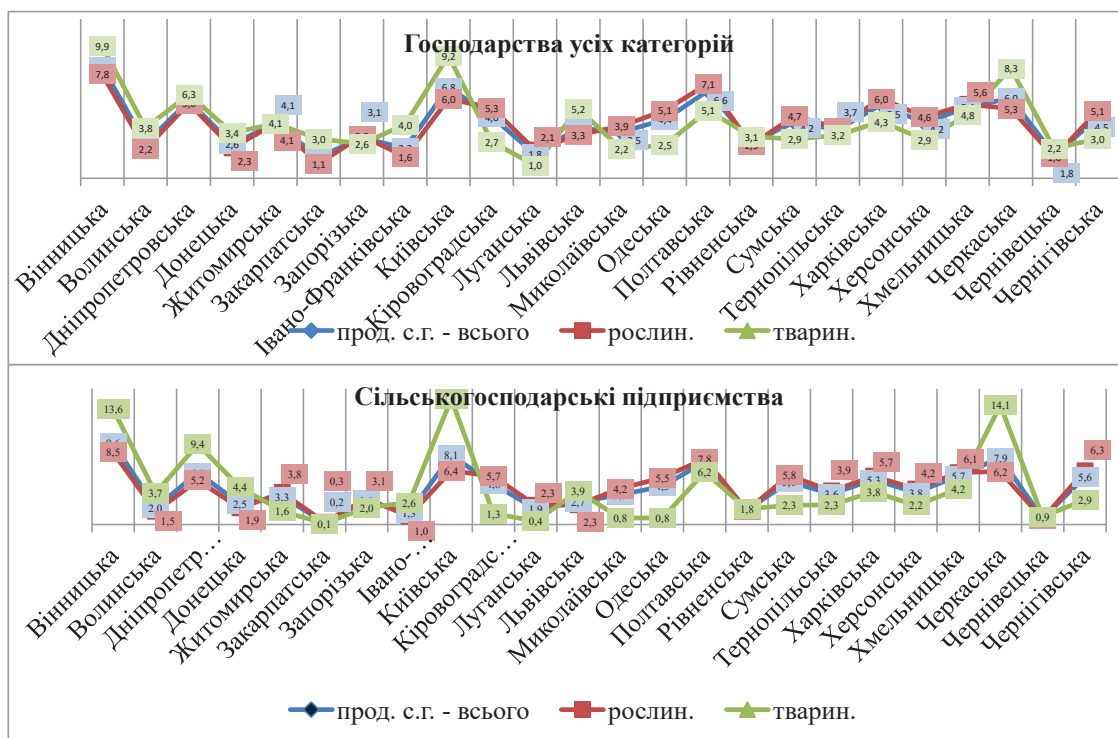 Господарства усіх категорій
9,9
7,8
3,8
2,2
6,3
3,4
2,6
2,3
4,1
4,1
4,1
3,0
1,1
3,1
2,6
4,0
1,6
9,2
6,8
6,0
5,3
2,7
2,1
1,8
1,0
5,2
3,3
3,9
2,2
5,1
2,5
7,1
6,6
5,1
3,1
4,7
4,2
2,9
3,7
3,2
6,0
4,3
4,6
4,2
2,9
5,6
4,8
8,3
6,0
5,3
2,2
1,8
5,1
4,5
3,0
Вінницька
Волинська
Дніпропетровська
Донецька
Житомирська
Закарпатська
Запорізька
Івано-Франківська
Київська
Кіровоградська
Луганська
Львівська
Миколаївська
Одеська
Полтавська
Рівненська
Сумська
Тернопільська
Харківська
Херсонська
Хмельницька
Черкаська
Чернівецька
Чернігівська
прод. с.г. - всього рослин. тварин.
Сільськогосподарські підприємства
13,6
8,5
3,7
2,0
1,5
9,4
5,2
4,4
2,5
1,9
3,8
3,3
1,6
0,3
0,2
0,1
3,1
2,0
2,6
1,0
8,1
6,4
5,7
1,3
2,3
1,9
0,4
3,9
2,7
2,3
4,2
0,8
5,5
0,8
7,8
6,2
1,8
5,8
2,3
3,9
3,6
2,3
5,7
5,3
3,8
4,2
3,8
2,2
6,1
5,7
4,2
14,1
7,9
6,2
0,9
6,3
5,6
2,9
Вінницька
Волинська
Дніпропетр…
Донецька
Житомирська
Закарпатська
Запорізька
Івано-…
Київська
Кіровоградс…
Луганська
Львівська
Миколаївська
Одеська
Полтавська
Рівненська
Сумська
Тернопільська
Харківська
Херсонська
Хмельницька
Черкаська
Чернівецька
Чернігівська
прод. с.г. - всього рослин. тварин.